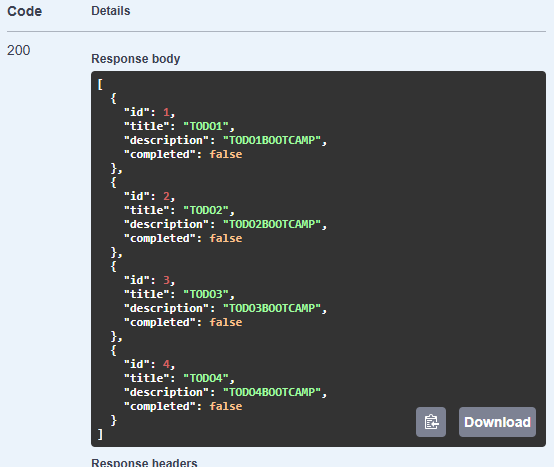 Code Details
200
Response body
[
  {
    "id": 1,
    "title": "TODO1",
    "description": "TODO1BOOTCAMP",
    "completed": false
  },
  {
    "id": 2,
    "title": "TODO2",
    "description": "TODO2BOOTCAMP",
    "completed": false
  },
  {
    "id": 3,
    "title": "TODO3",
    "description": "TODO3BOOTCAMP",
    "completed": false
  },
  {
    "id": 4,
    "title": "TODO4",
    "description": "TODO4BOOTCAMP",
    "completed": false
  }
]
Download
Response headers